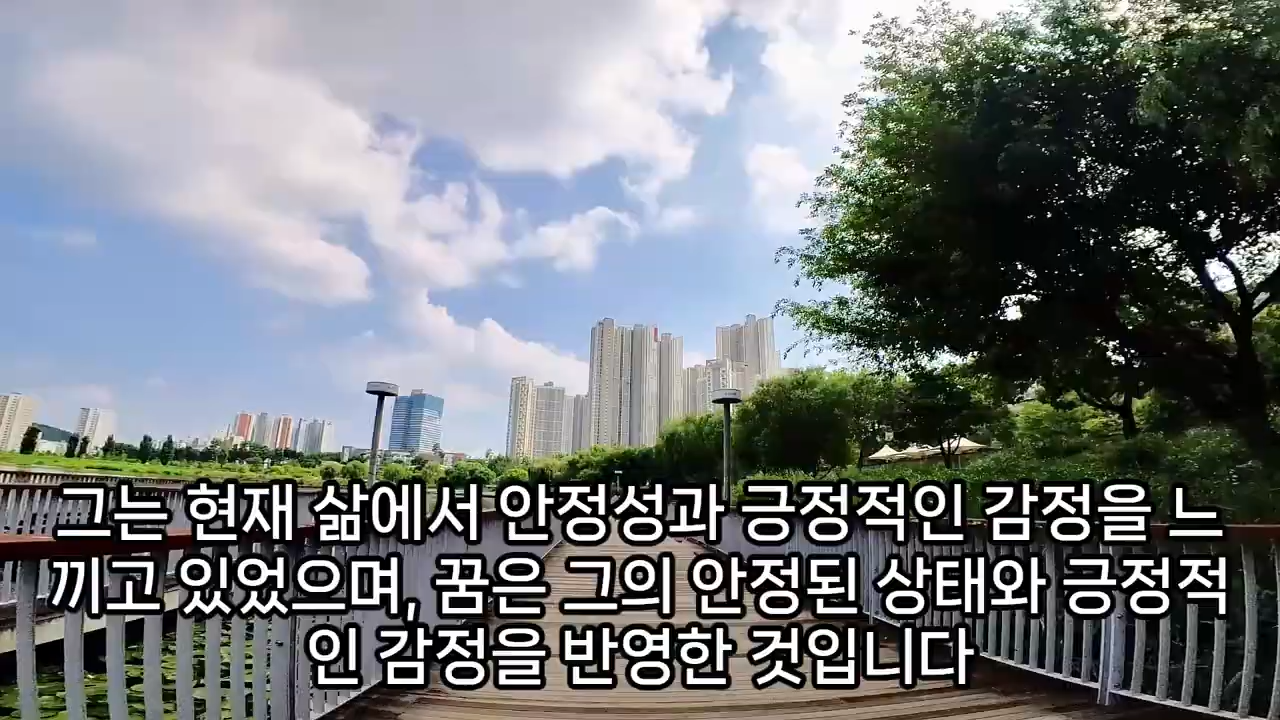 그는 현재 삶에서 안정성과 긍정적인 감정을 느
끼고 있었으며, 꿈은 그의 안정된 상태와 긍정적
인 감정을 반영한 것입니다